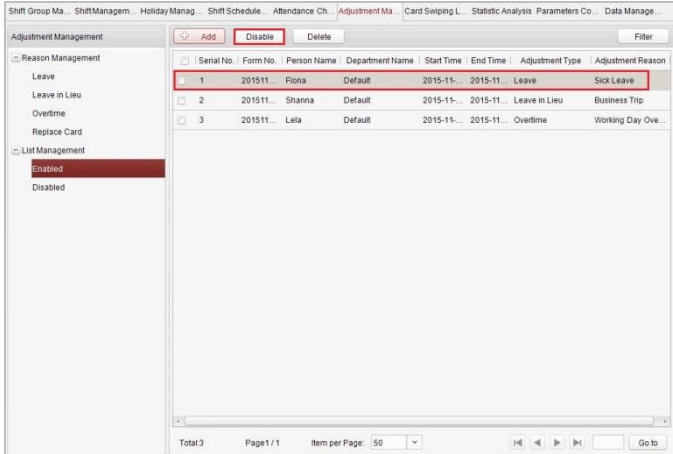 Shift Group Ma... ShiftManagem... Holiday Manag... Shift Schedule... Attendance Ch... Adjustment Ma... Card Swiping L... Statistic Analysis Parameters Co... Data Manage...
Adjustment Management
Add Disable Delete Filter
Reason Management
Leave
Leave in Lieu
Overtime
Replace Card
List Management
Enabled
Disabled
Serial No. Form No. Person Name Department Name Start Time End Time Adjustment Type Adjustment Reason
1 201511... Fiona Default 2015-11-... 2015-11... Leave Sick Leave
2 201511... Shanna Default 2015-11-... 2015-11... Leave in Lieu Business Trip
3 201511... Lela Default 2015-11-... 2015-11... Overtime Working Day Ove...
Total:3 Page1/1 Item per Page: 50 Go to